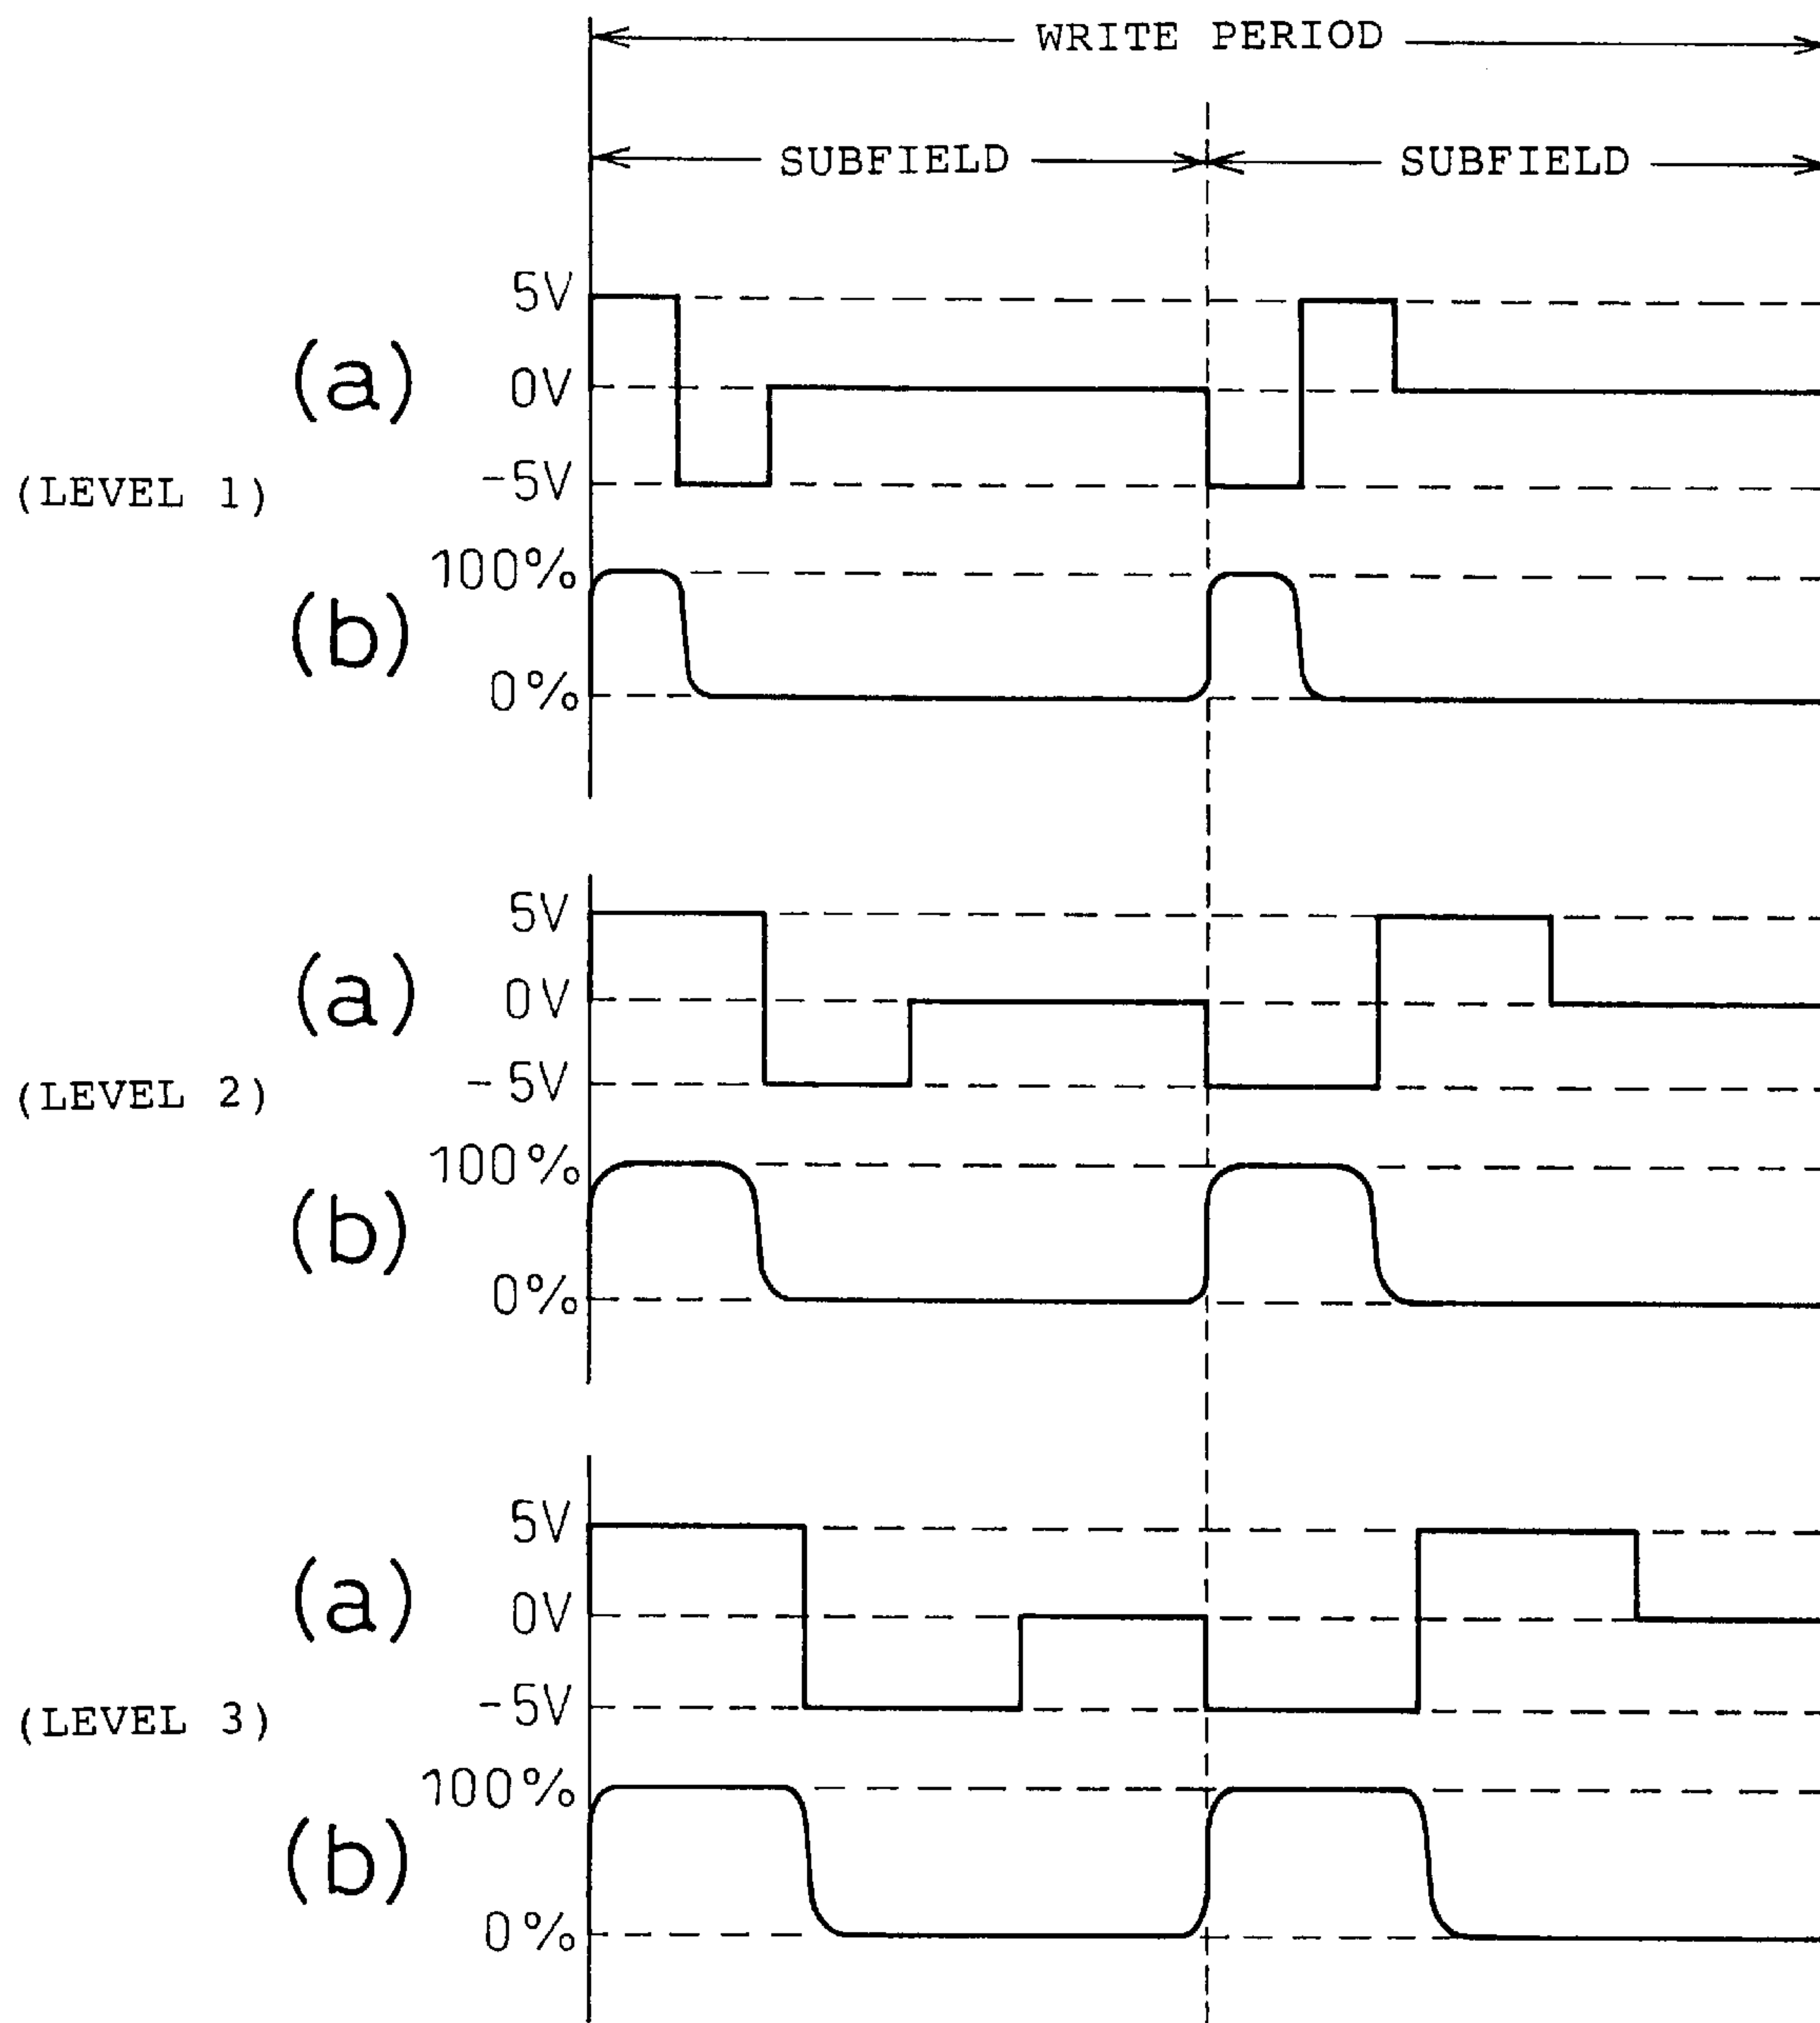 WRITE PERIOD
SUBFIELD SUBFIELD
5V
(a)
0V
-5V
(LEVEL 1)
100%
(b)
0%
5V
(a)
0V
-5V
(LEVEL 2)
100%
(b)
0%
5V
(a)
0V
-5V
(LEVEL 3)
100%
(b)
0%